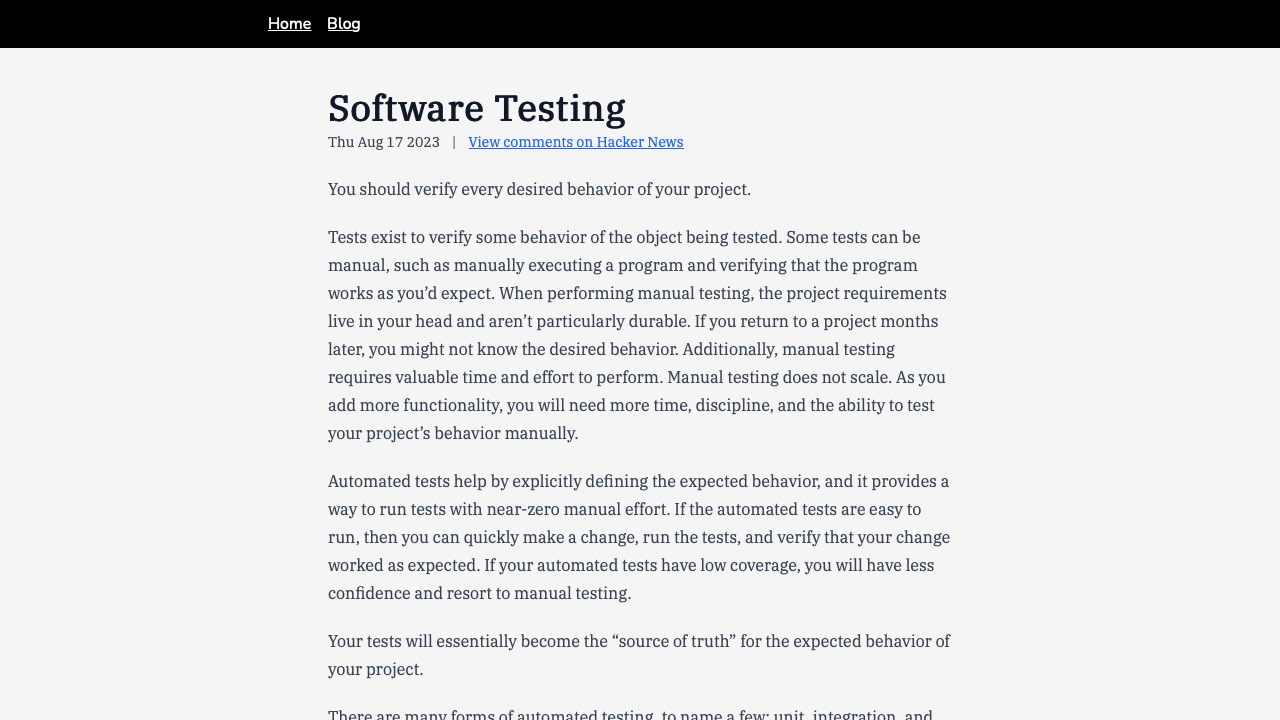 Home Blog
Software Testing
Thu Aug 17 2023 | View comments on Hacker News
You should verify every desired behavior of your project.
Tests exist to verify some behavior of the object being tested. Some tests can be
manual, such as manually executing a program and verifying that the program
works as you’d expect. When performing manual testing, the project requirements
live in your head and aren’t particularly durable. If you return to a project months
later, you might not know the desired behavior. Additionally, manual testing
requires valuable time and effort to perform. Manual testing does not scale. As you
add more functionality, you will need more time, discipline, and the ability to test
your project’s behavior manually.
Automated tests help by explicitly defining the expected behavior, and it provides a
way to run tests with near-zero manual effort. If the automated tests are easy to
run, then you can quickly make a change, run the tests, and verify that your change
worked as expected. If your automated tests have low coverage, you will have less
confidence and resort to manual testing.
Your tests will essentially become the “source of truth” for the expected behavior of
your project.
There are many forms of automated testing, to name a few: unit, integration, and